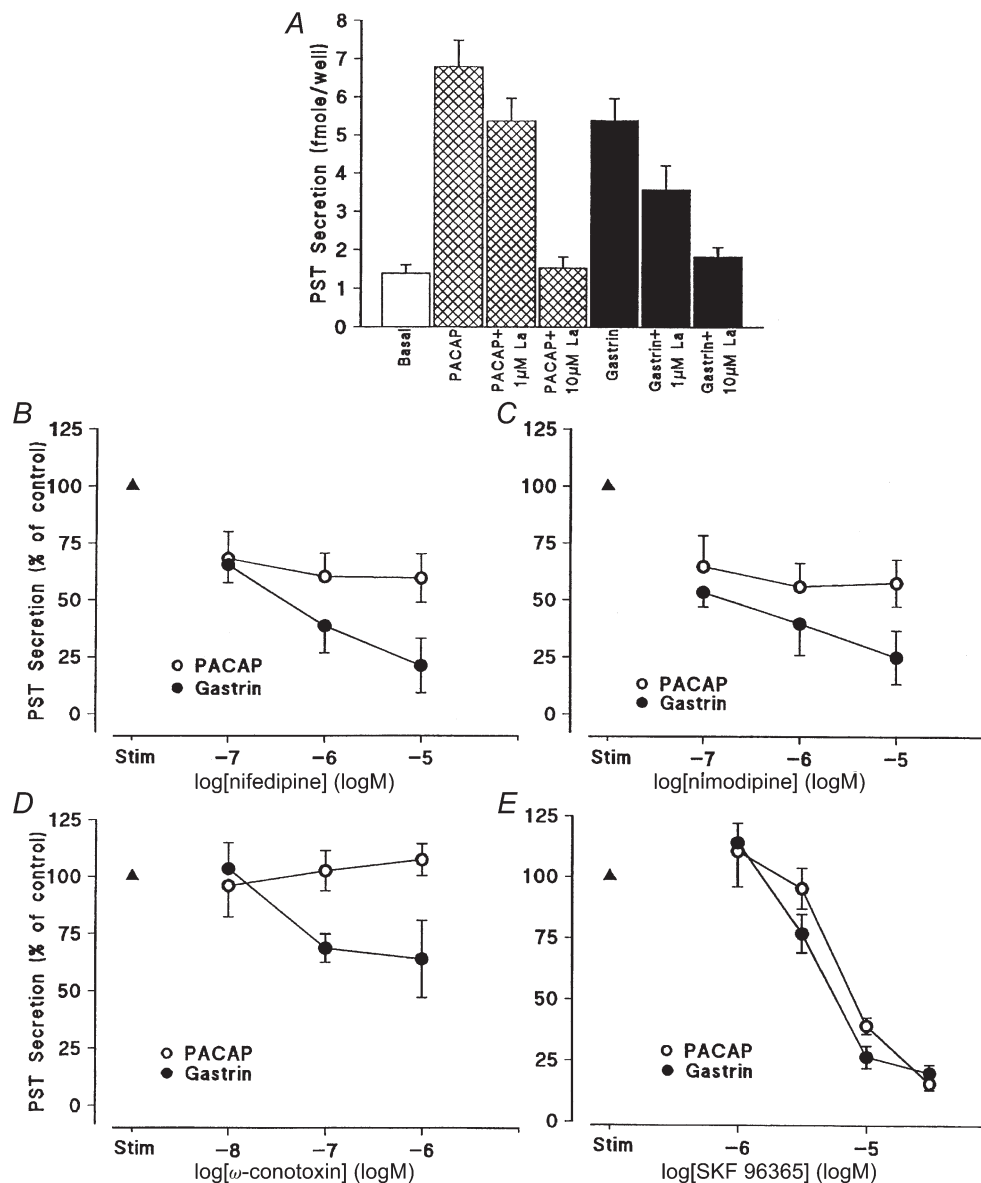 A
PST Secretion (fmole/well)
8
7
6
5
4
3
2
1
0
Basal
PACAP
PACAP+
1μM La
PACAP+
10μM La
Gastrin
Gastrin+
1μM La
Gastrin+
10μM La
B
PST Secretion (% of control)
125
100
75
50
25
0
PACAP
Gastrin
Stim
−7
−6
−5
log[nifedipine] (logM)
C
125
100
75
50
25
0
PACAP
Gastrin
Stim
−7
−6
−5
log[nimodipine] (logM)
D
PST Secretion (% of control)
125
100
75
50
25
0
PACAP
Gastrin
Stim
−8
−7
−6
log[ω-conotoxin] (logM)
E
125
100
75
50
25
0
PACAP
Gastrin
Stim
−6
−5
log[SKF 96365] (logM)